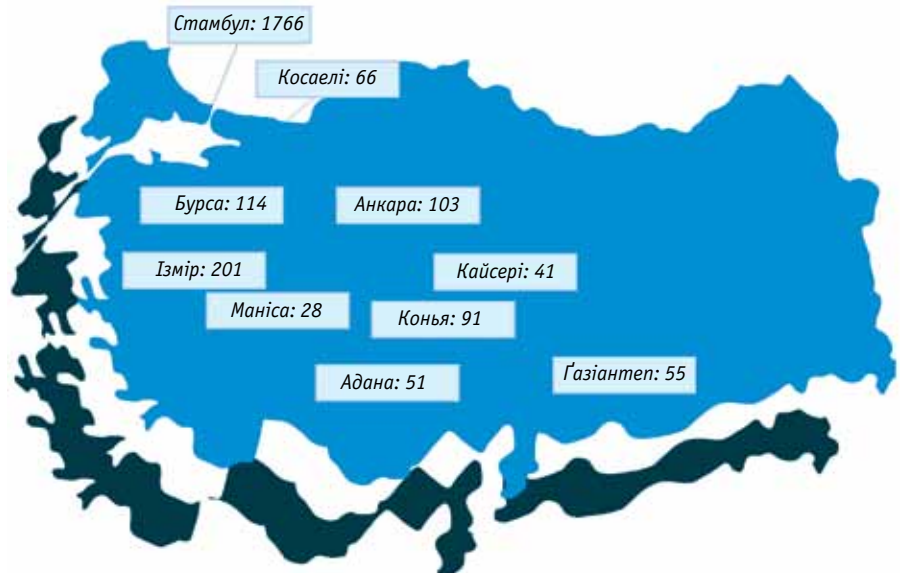 Стамбул: 1766
Косаелі: 66
Бурса: 114
Анкара: 103
Ізмір: 201
Кайсері: 41
Маніса: 28
Конья: 91
Адана: 51
Ґазіантеп: 55